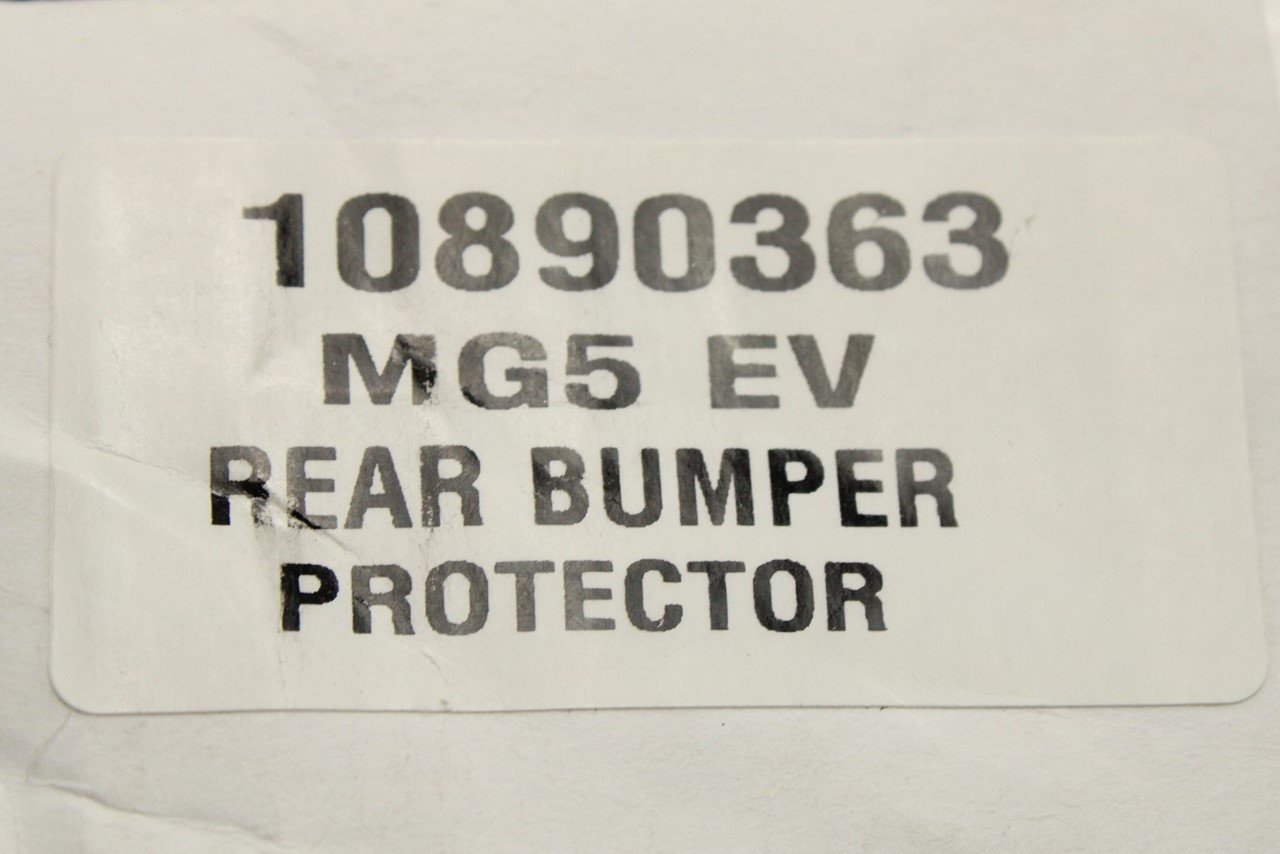 10890363
MG5 EV
REAR BUMPER
PROTECTOR